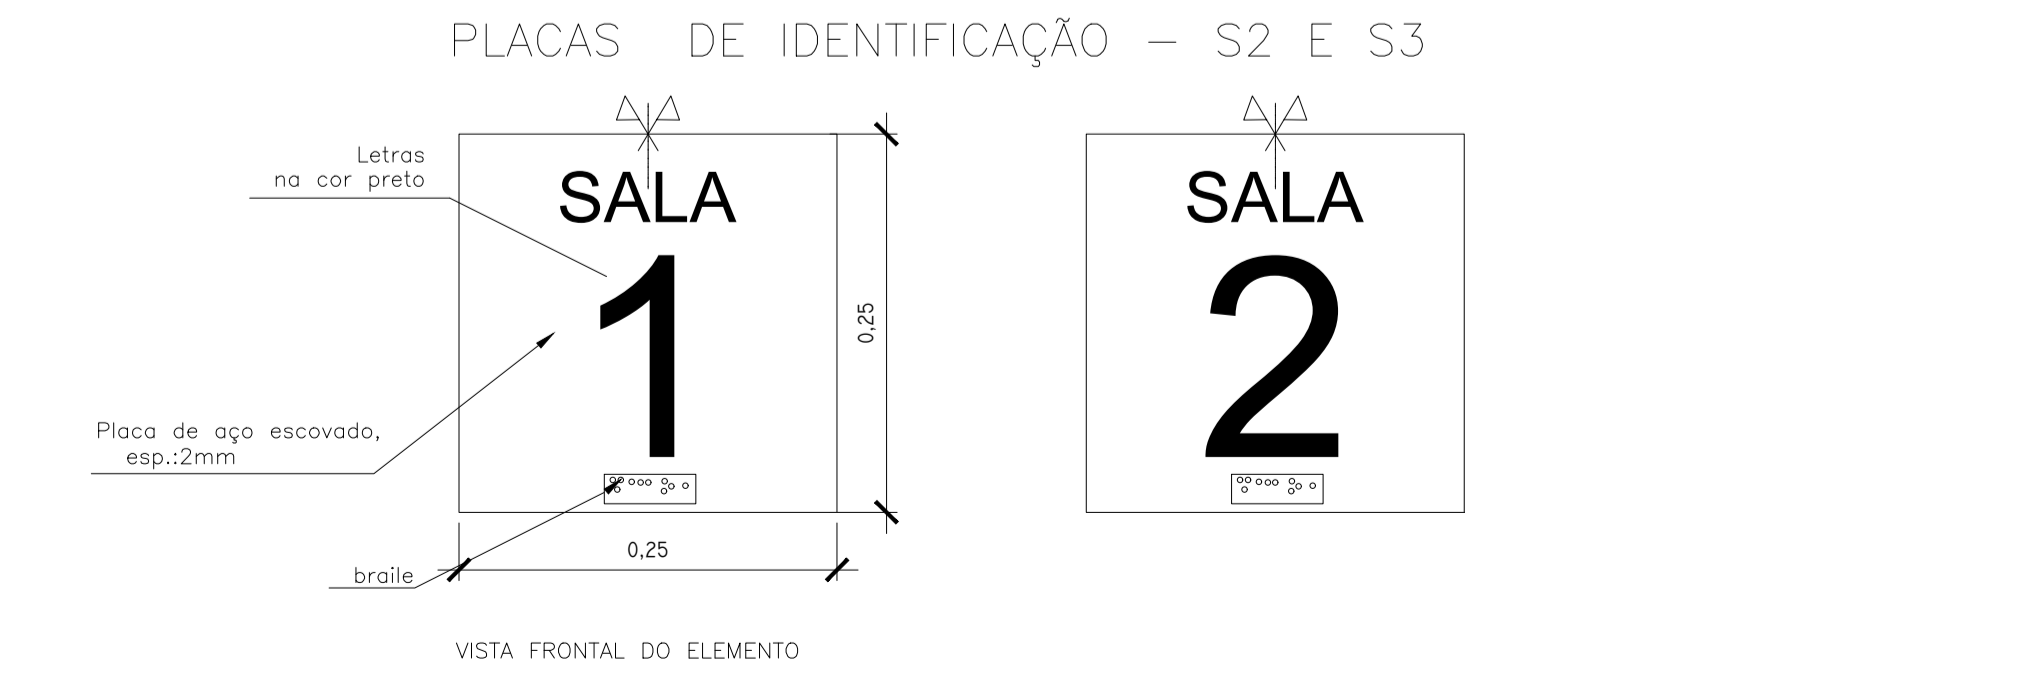 PLACAS DE IDENTIFICAÇÃO - S2 E S3
Letras
na cor preto
SALA
1
0,25
Placa de aço escovado,
esp.:2mm
0,25
braile
SALA
2
VISTA FRONTAL DO ELEMENTO